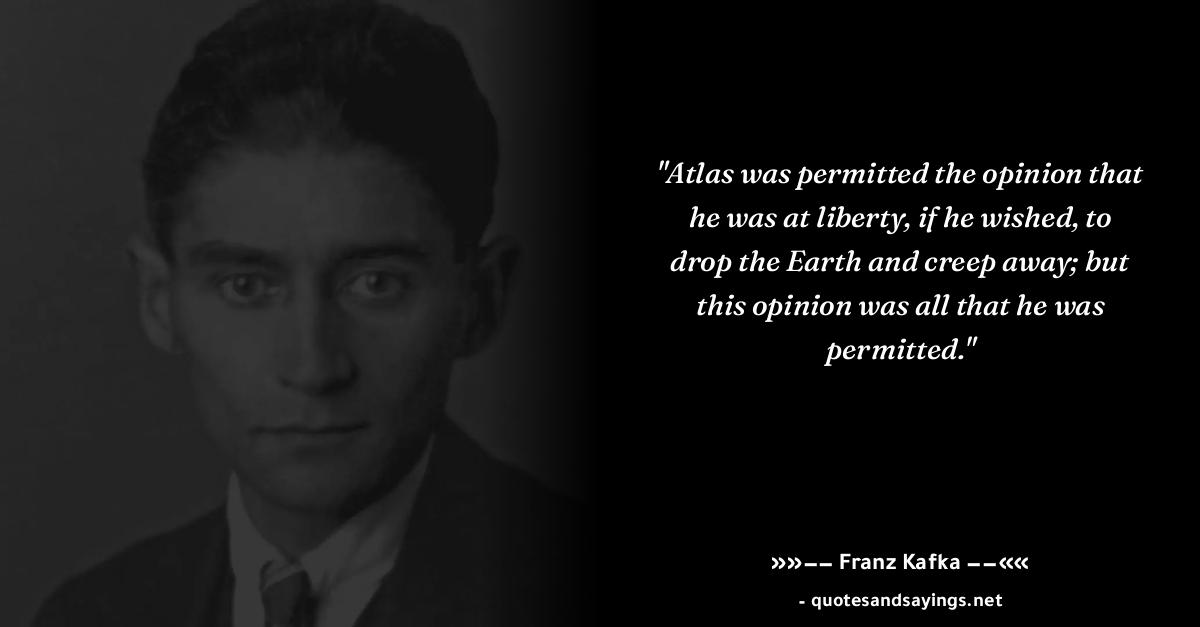 "Atlas was permitted the opinion that
he was at liberty, if he wished, to
drop the Earth and creep away; but
this opinion was all that he was
permitted."
»»–– Franz Kafka ––««
- quotesandsayings.net